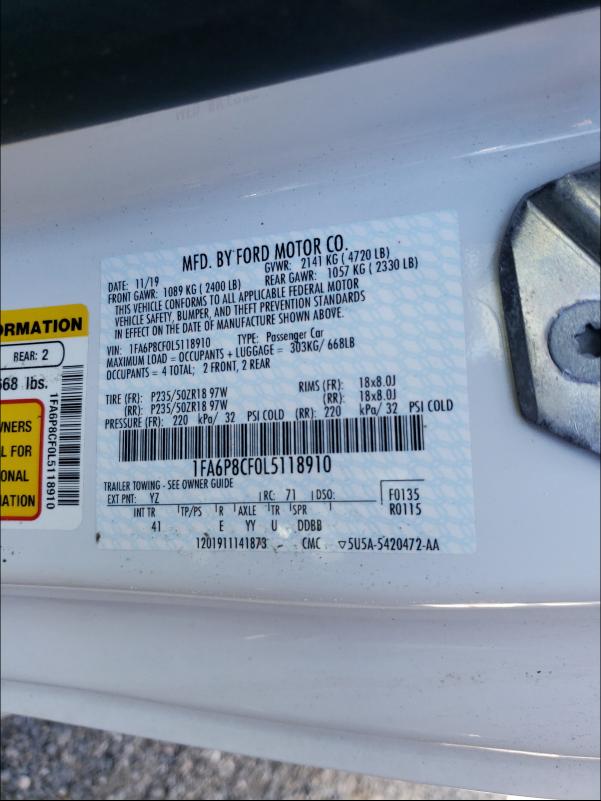 MFD. BY FORD MOTOR CO.
DATE: 11/19 GVWR: 2141 KG ( 4720 LB)
FRONT GAWR: 1089 KG ( 2400 LB) REAR GAWR: 1057 KG ( 2330 LB)
THIS VEHICLE CONFORMS TO ALL APPLICABLE FEDERAL MOTOR
VEHICLE SAFETY, BUMPER, AND THEFT PREVENTION STANDARDS
IN EFFECT ON THE DATE OF MANUFACTURE SHOWN ABOVE.
VIN: 1FA6P8CF0L5118910 TYPE: Passenger Car
MAXIMUM LOAD = OCCUPANTS + LUGGAGE = 303KG/ 668LB
OCCUPANTS = 4 TOTAL; 2 FRONT, 2 REAR
TIRE (FR): P235/50ZR18 97W RIMS (FR): 18x8.0J
(RR): P235/50ZR18 97W (RR): 18x8.0J
PRESSURE (FR): 220 kPa/ 32 PSI COLD (RR): 220 kPa/ 32 PSI COLD
1FA6P8CF0L5118910
TRAILER TOWING - SEE OWNER GUIDE
EXT PNT: YZ RC: 71 DSO: F0135
INT TR TP/PS R AXLE TR SPR R0115
41 E YY U DDBB
1201911141873 CMC ▽5U5A-5420472-AA
ORMATION
REAR: 2
668 lbs.
WNERS
L FOR
ONAL
MATION
1FA6P8CF0L5118910